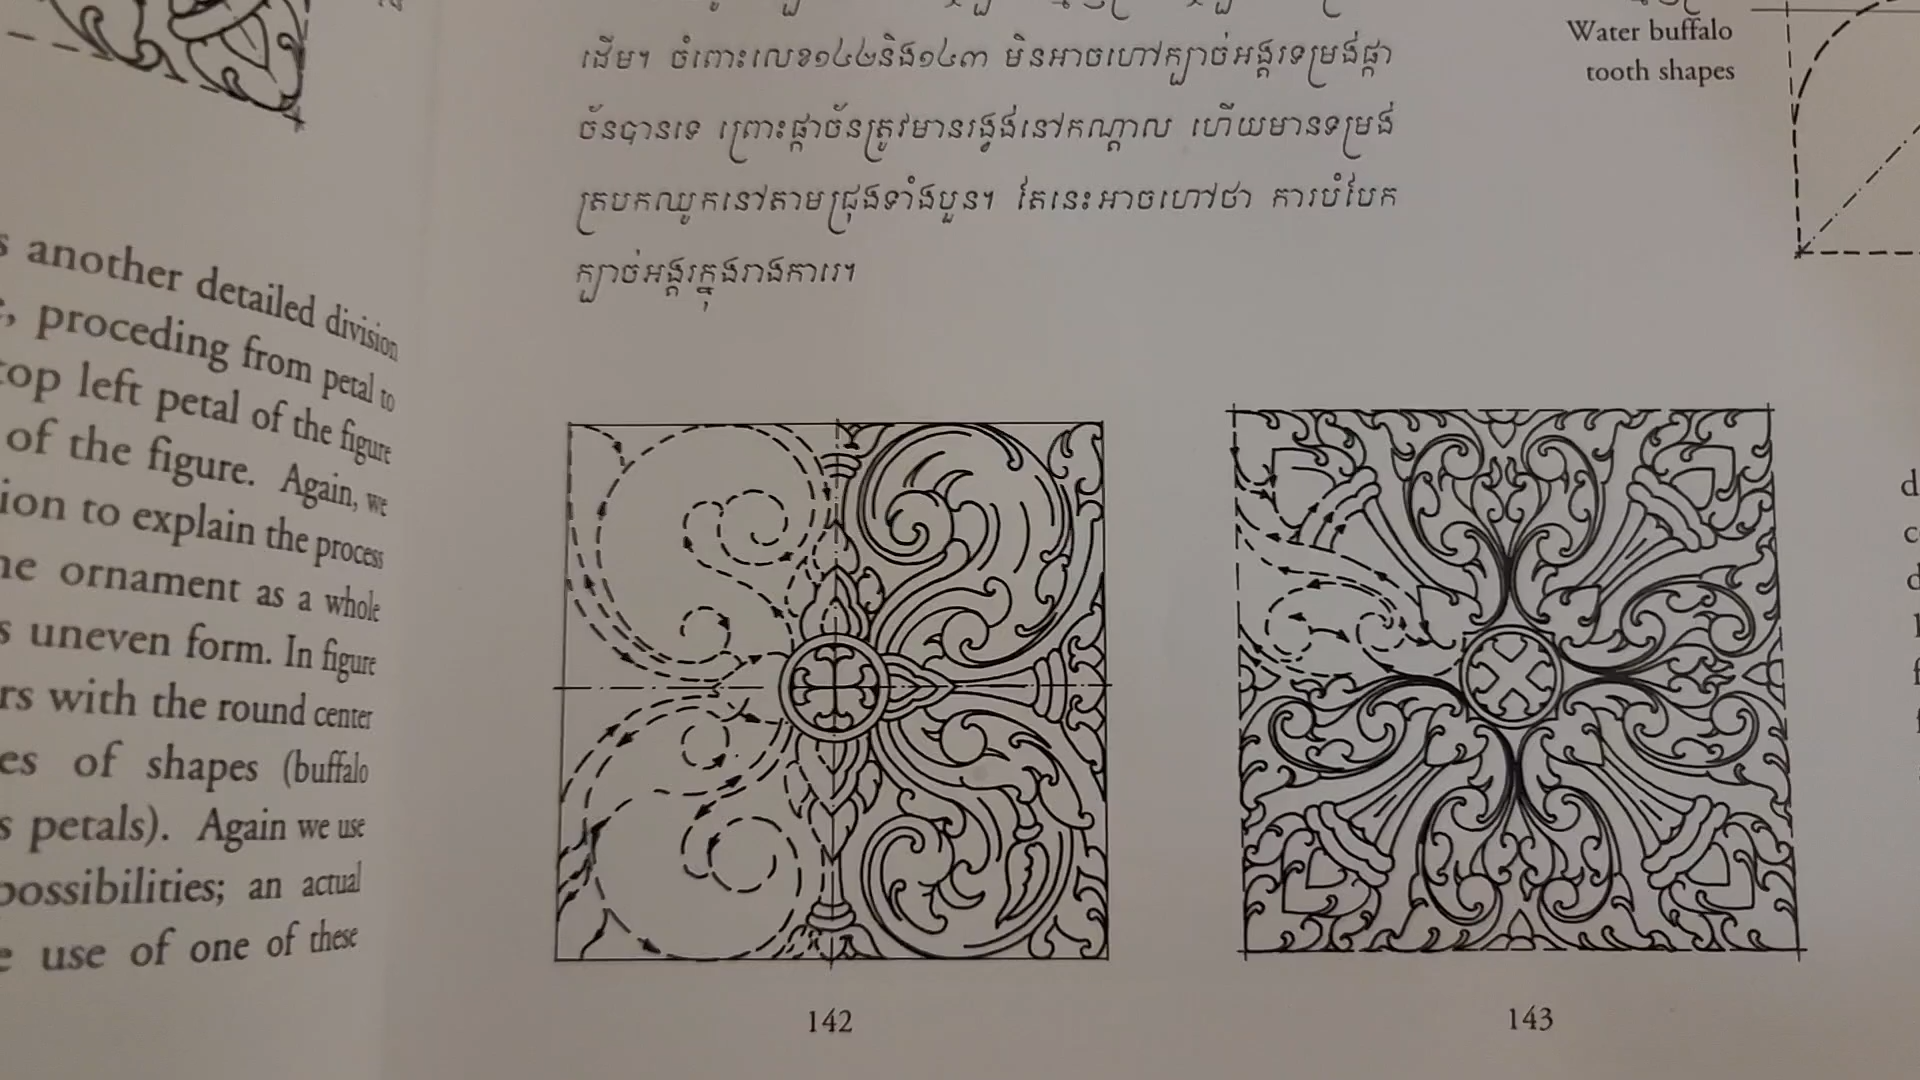 s another detailed division
, proceding from petal to
top left petal of the figure
of the figure. Again, we
ion to explain the process
ne ornament as a whole
s uneven form. In figure
rs with the round center
es of shapes (buffalo
s petals). Again we use
possibilities; an actual
e use of one of these
ដើម។ ចំពោះលេខ១៤២និង១៤៣ មិនអាចហៅក្បាច់អង្គរទម្រង់ផ្កា
ច័នបានទេ ព្រោះផ្កាច័នត្រូវមានរង្វង់នៅកណ្ដាល ហើយមានទម្រង់
ត្របកឈូកនៅតាមជ្រុងទាំងបួន។ តែនេះអាចហៅថា ការបំបែក
ក្បាច់អង្គរក្នុងរាងការេ។
Water buffalo
tooth shapes
142
143